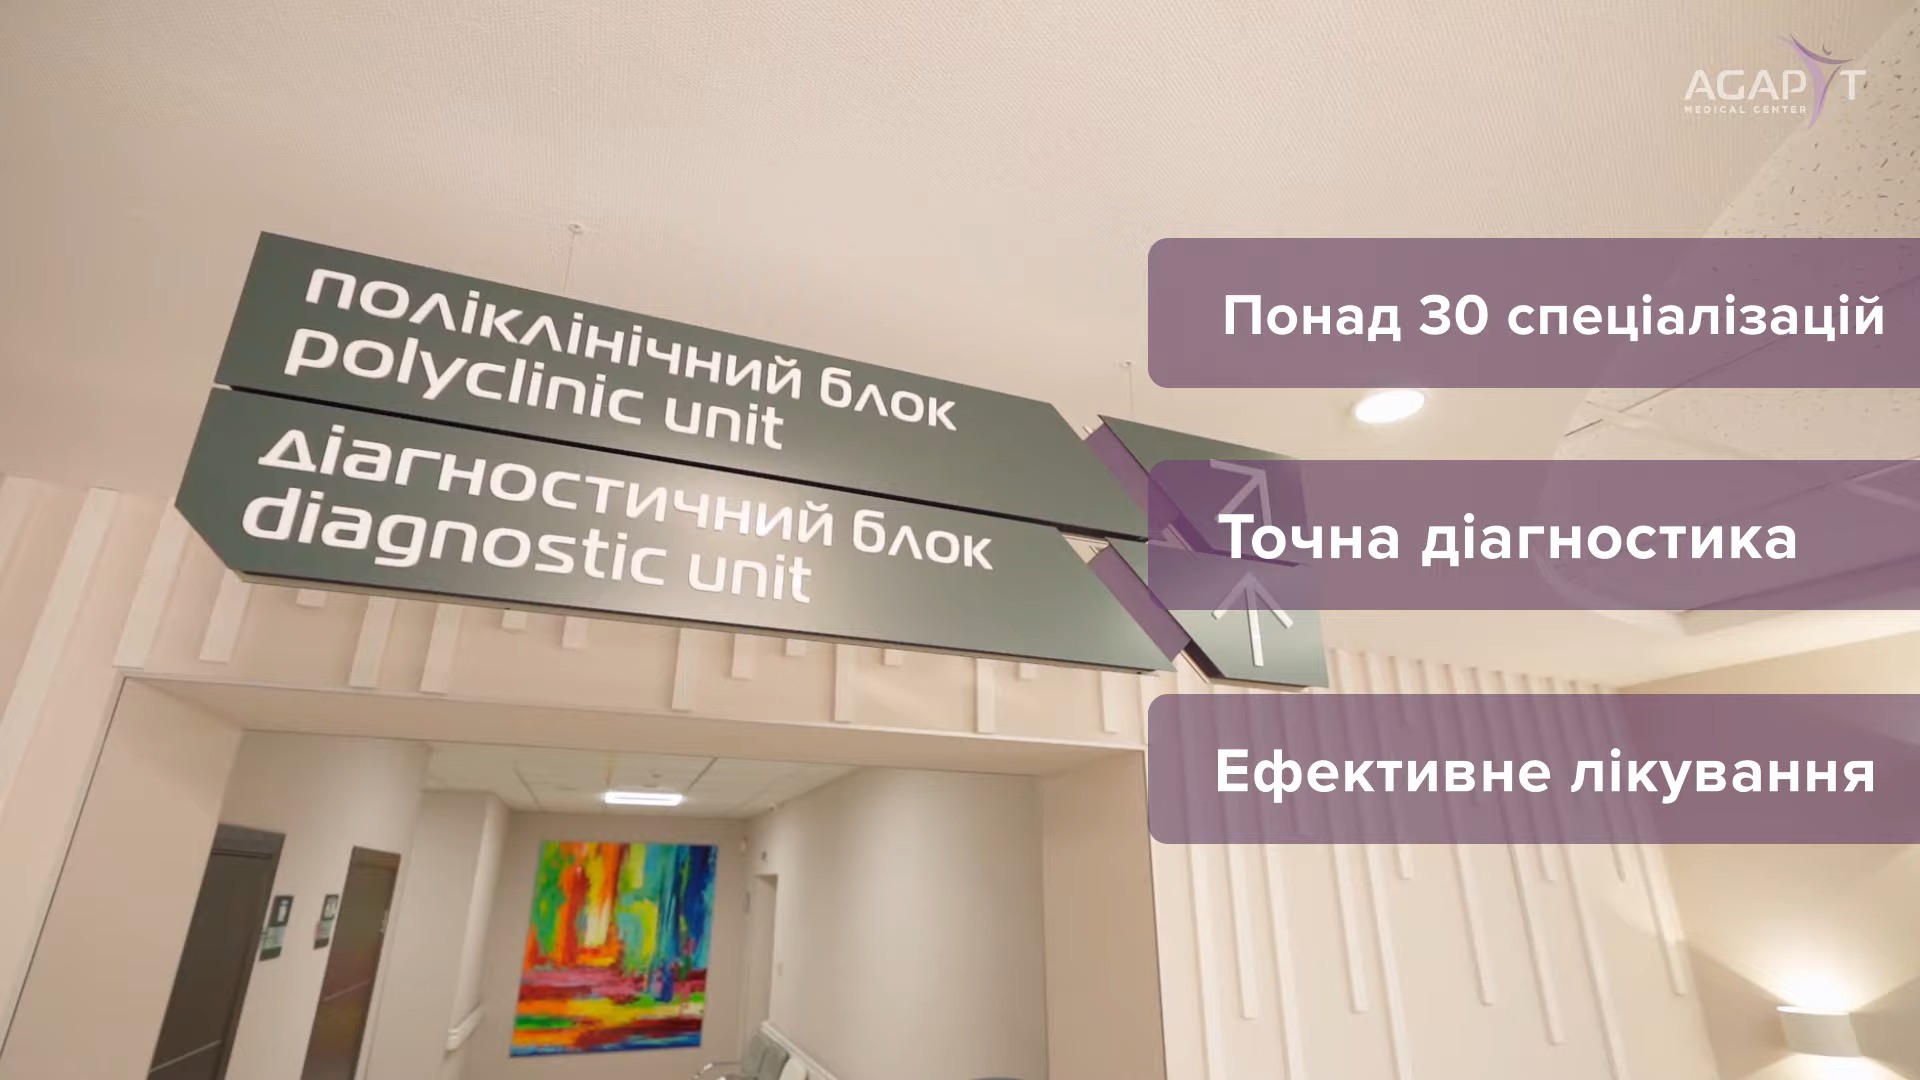 AGAPIT
MEDICAL CENTER
поліклінічний блок
polyclinic unit
діагностичний блок
diagnostic unit
Понад 30 спеціалізацій
Точна діагностика
Ефективне лікування